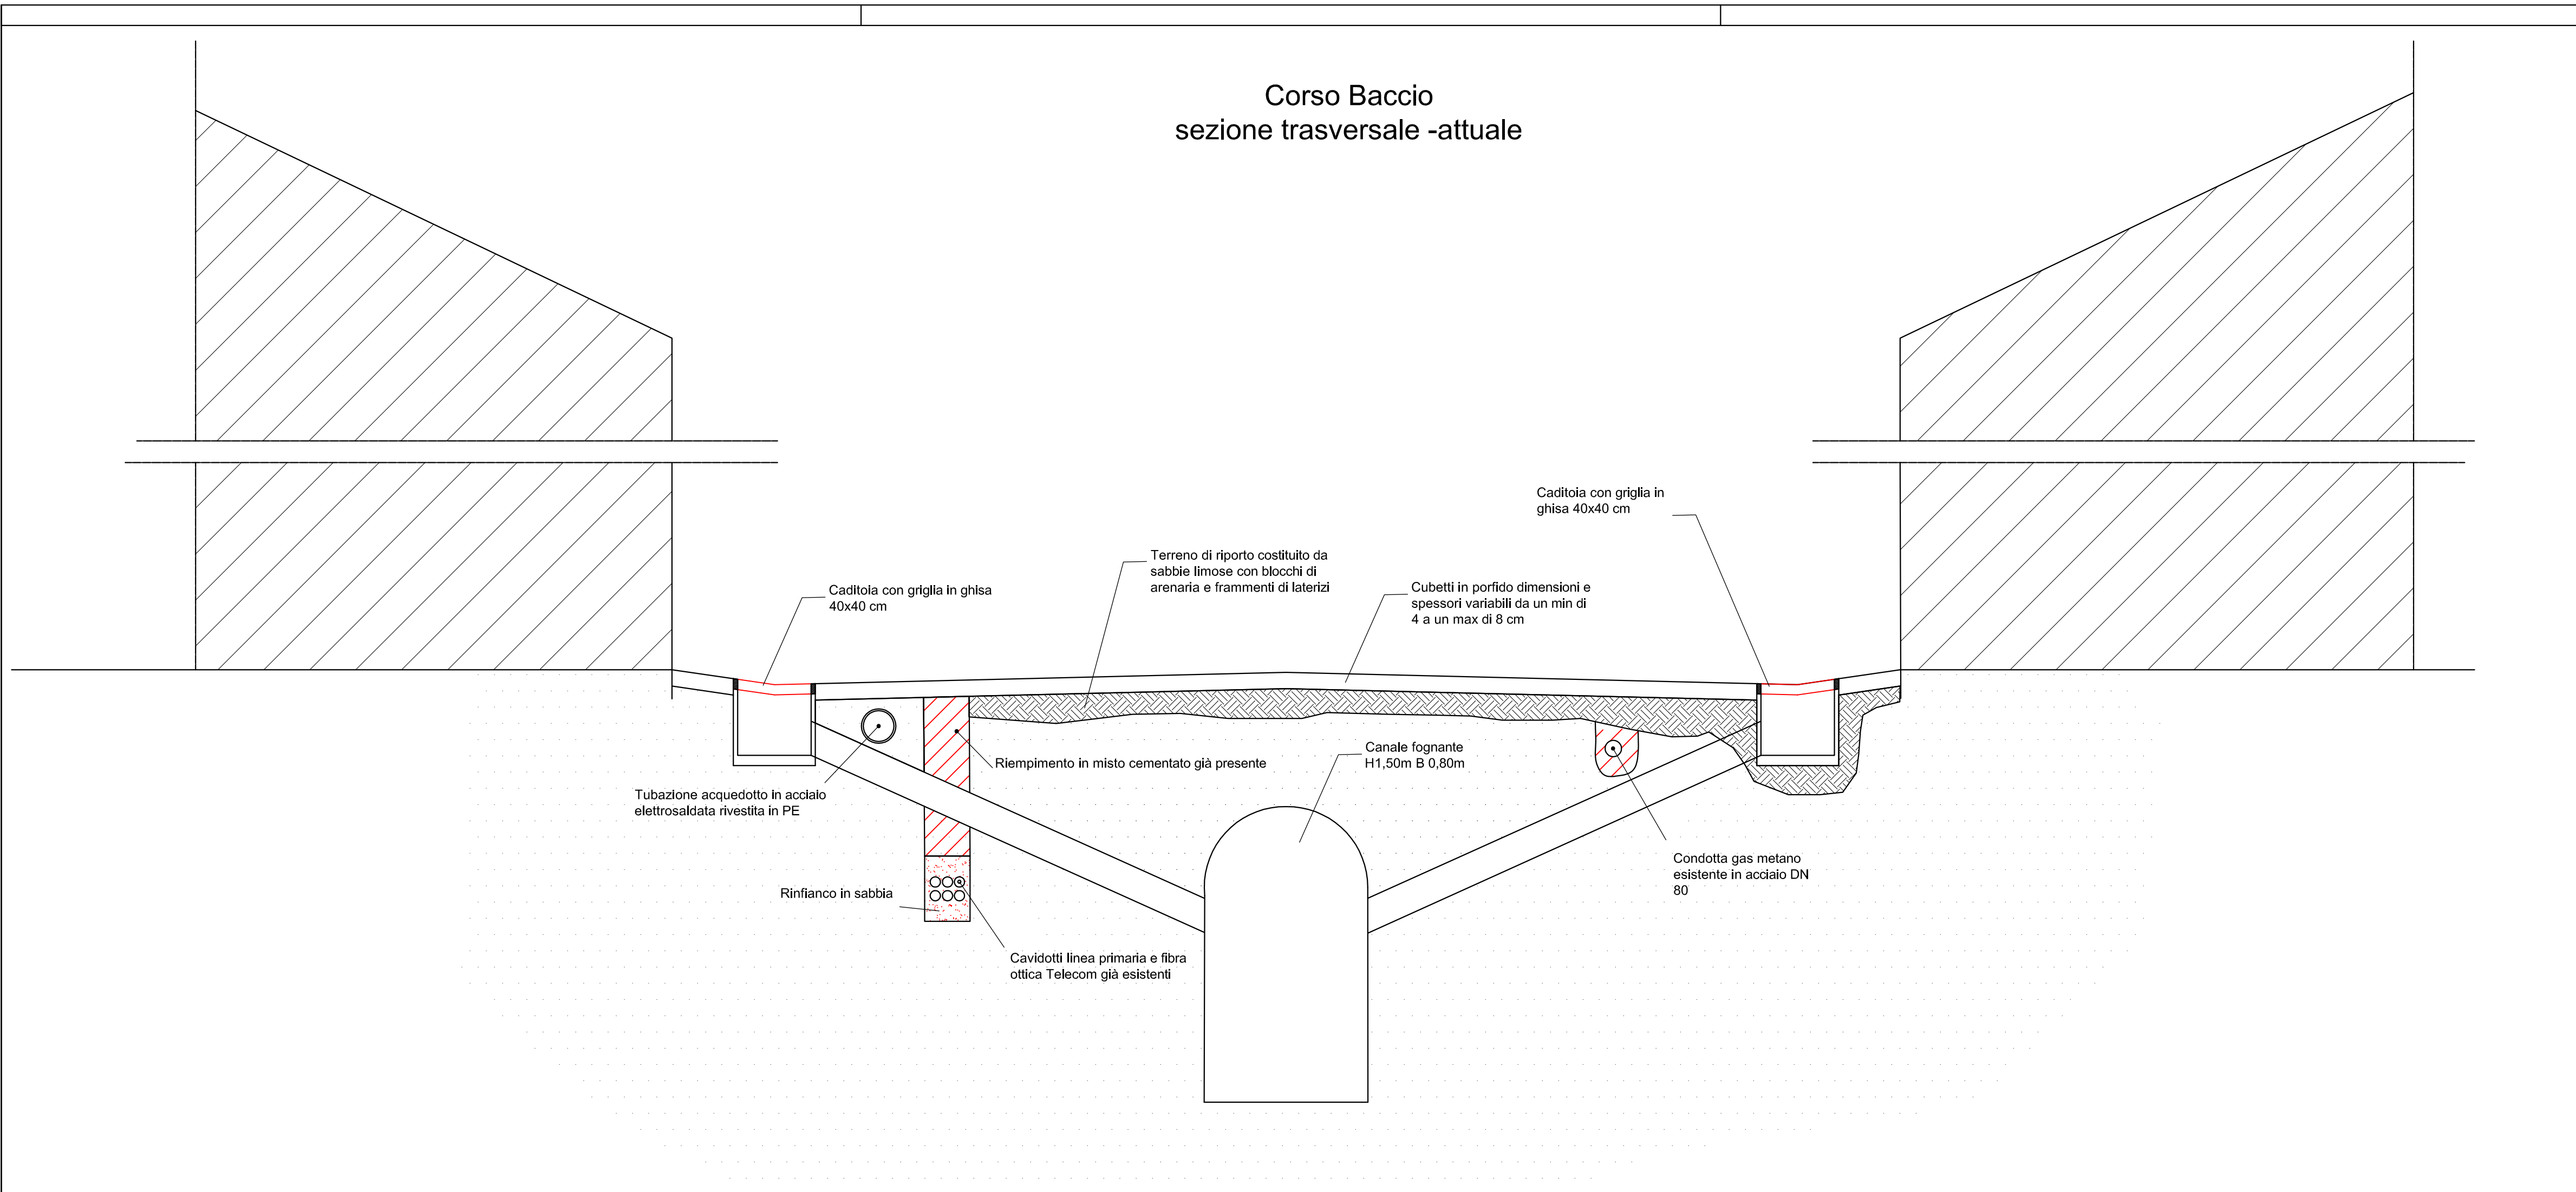 Corso Baccio
sezione trasversale -attuale
Caditoia con griglia in
ghisa 40x40 cm
Terreno di riporto costituito da
sabbie limose con blocchi di
arenaria e frammenti di laterizi
Caditoia con griglia in ghisa
40x40 cm
Cubetti in porfido dimensioni e
spessori variabili da un min di
4 a un max di 8 cm
Canale fognante
H1,50m B 0,80m
Riempimento in misto cementato già presente
Tubazione acquedotto in acciaio
elettrosaldata rivestita in PE
Condotta gas metano
esistente in acciaio DN
80
Rinfianco in sabbia
Cavidotti linea primaria e fibra
ottica Telecom già esistenti